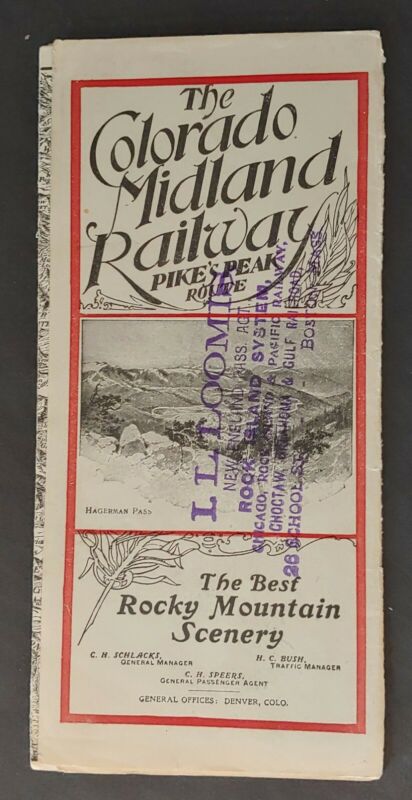 The
Colorado
Midland
Railway
PIKE'S PEAK
ROUTE
HAGERMAN PASS
The Best
Rocky Mountain
Scenery
C. H. SCHLACKS,
GENERAL MANAGER
H. C. BUSH,
TRAFFIC MANAGER
C. H. SPEERS,
GENERAL PASSENGER AGENT
GENERAL OFFICES: DENVER, COLO.
I. L. LOOMIS
NEW ENGLAND PASS. AGT
ROCK ISLAND SYSTEM,
CHICAGO, ROCK ISLAND & PACIFIC RAILWAY,
CHOCTAW, OKLAHOMA & GULF RAILROAD,
SCHOOL ST. BOSTON, MASS